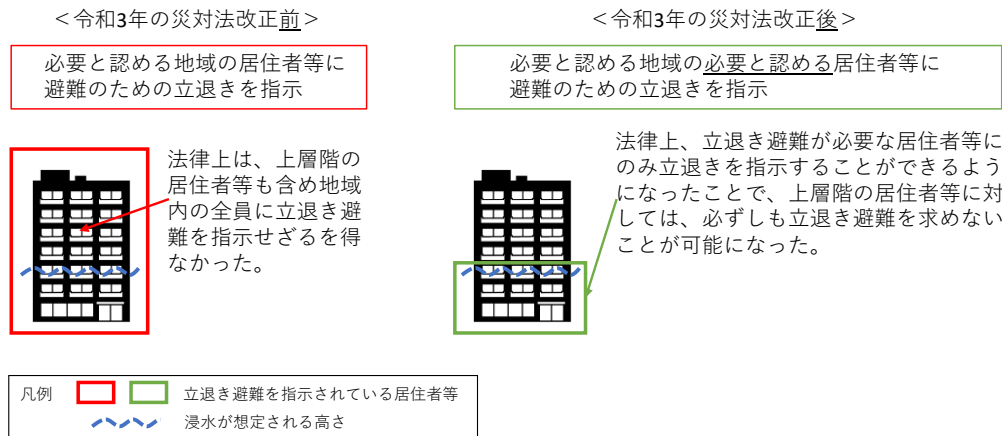 ＜令和3年の災対法改正前＞
必要と認める地域の居住者等に
避難のための立退きを指示
法律上は、上層階の
居住者等も含め地域
内の全員に立退き避
難を指示せざるを得
なかった。
＜令和3年の災対法改正後＞
必要と認める地域の必要と認める居住者等に
避難のための立退きを指示
法律上、立退き避難が必要な居住者等に
のみ立退きを指示することができるよう
になったことで、上層階の居住者等に対
しては、必ずしも立退き避難を求めない
ことが可能になった。
凡例
立退き避難を指示されている居住者等
浸水が想定される高さ